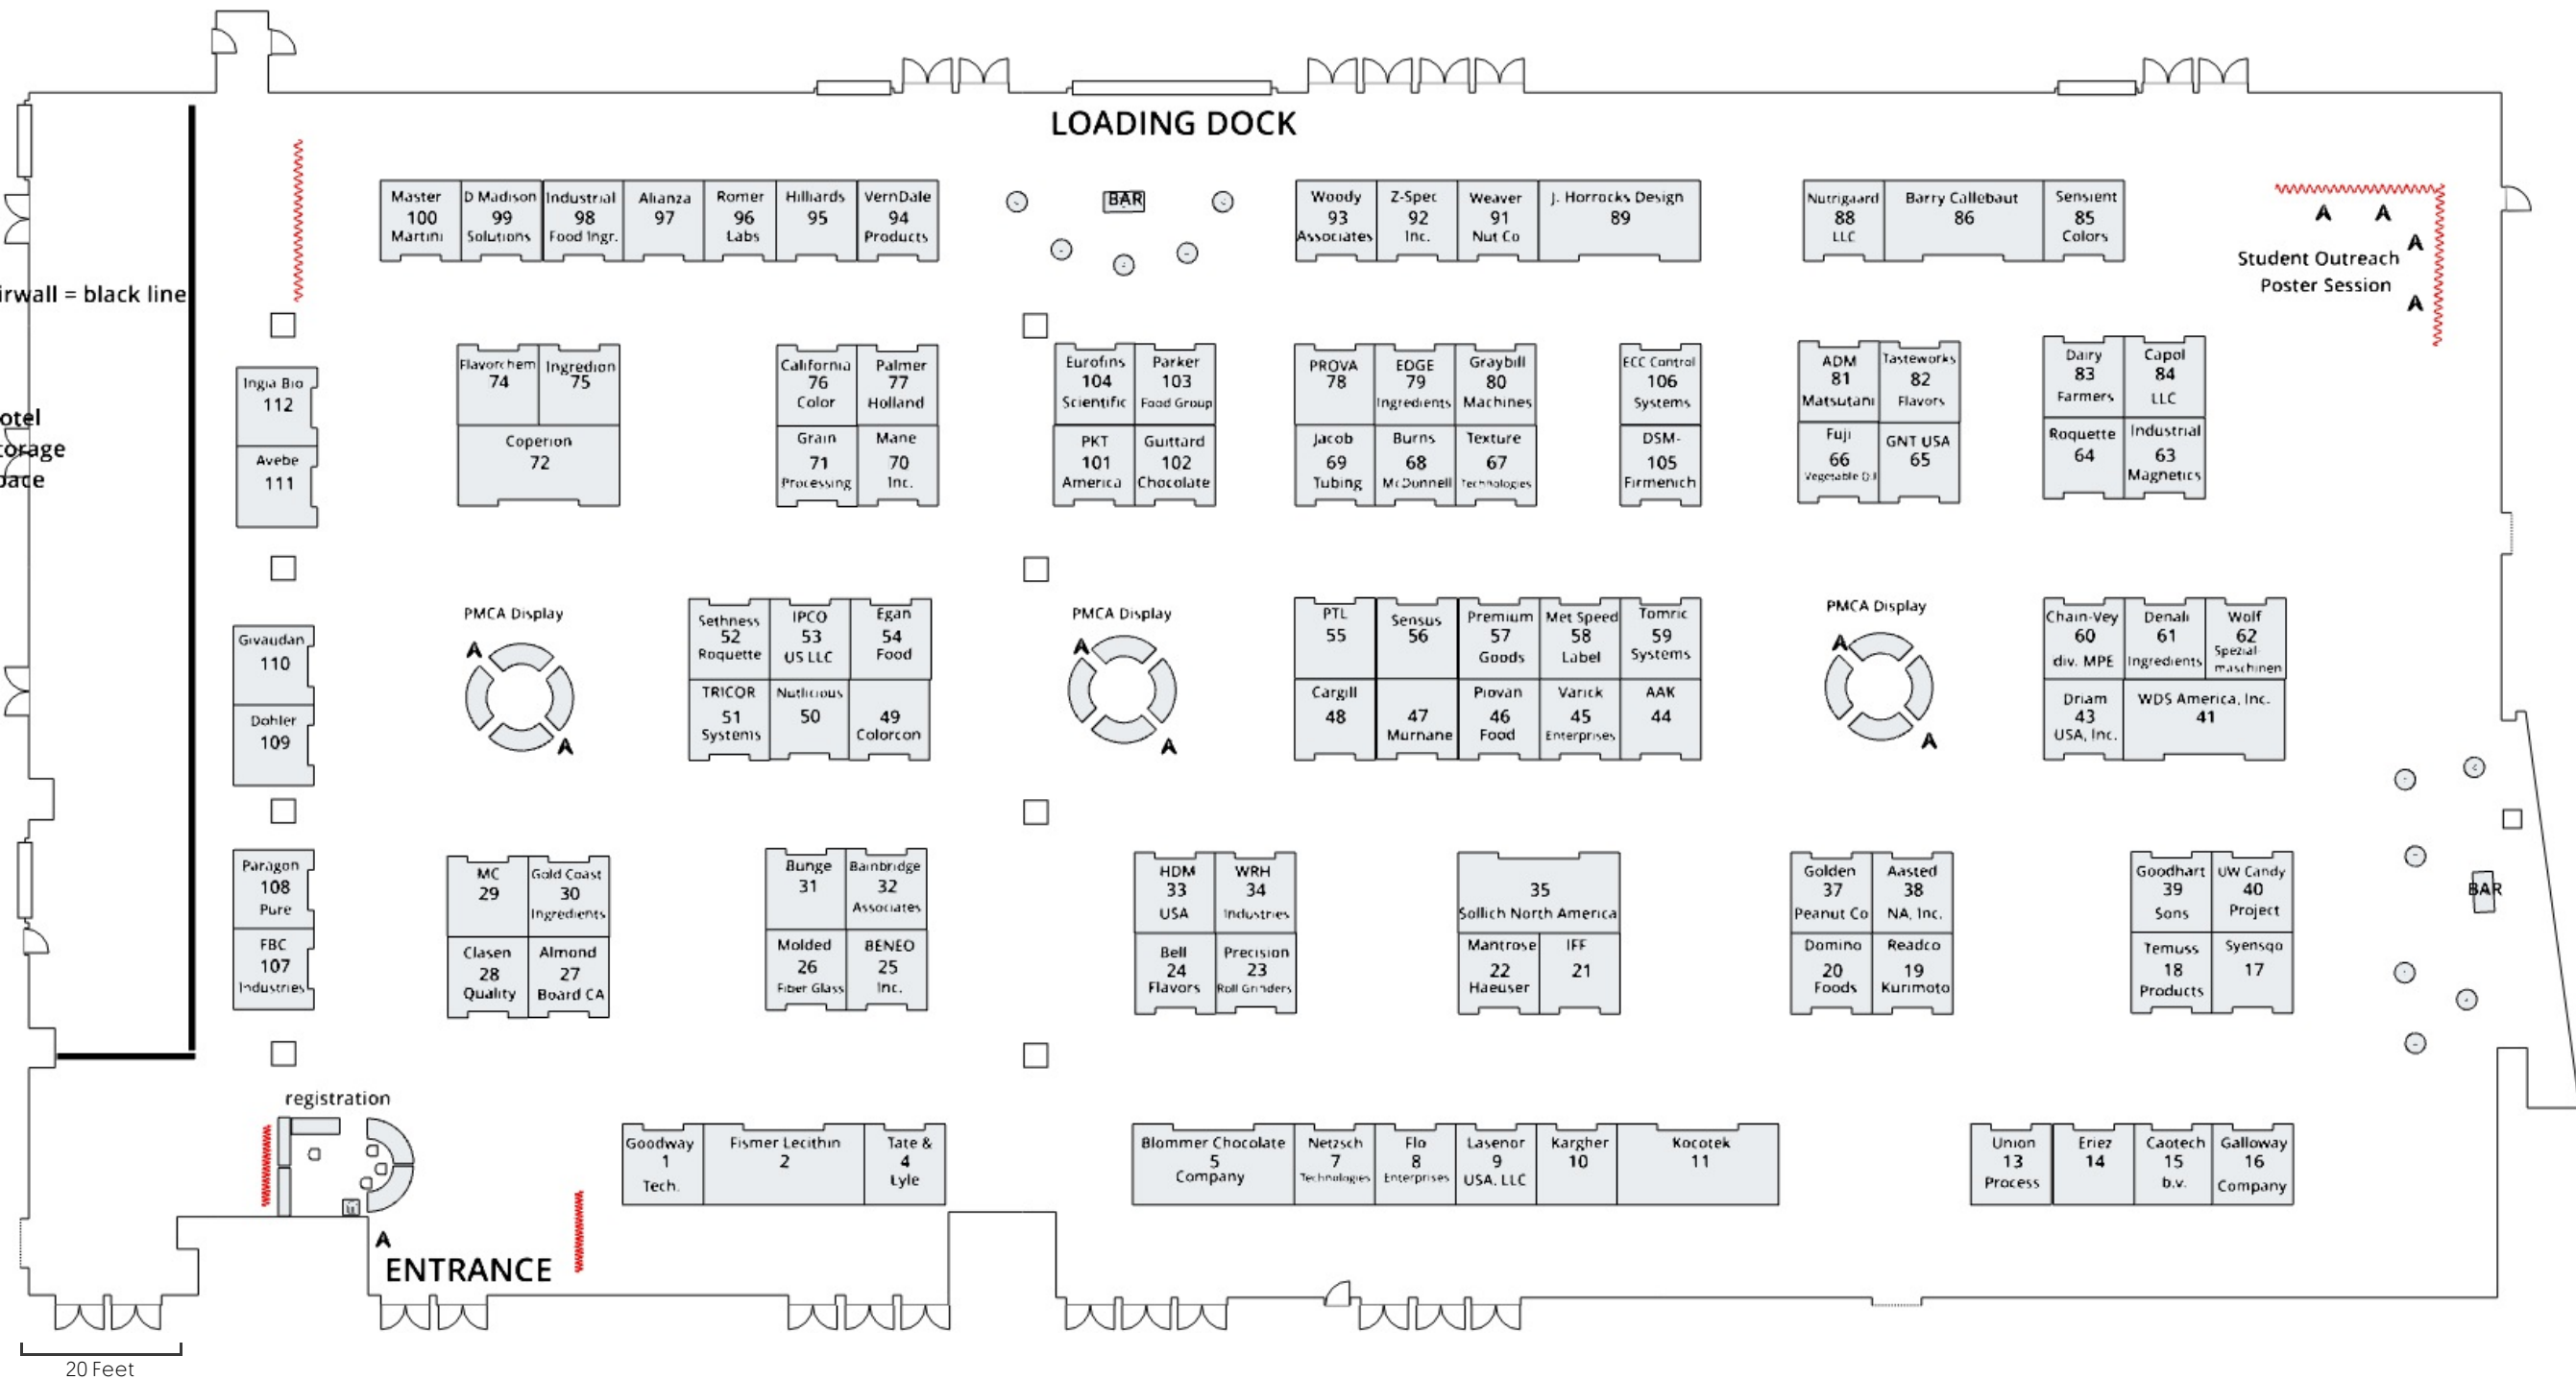 LOADING DOCK
Master
100
Martini
D Madison
99
Solutions
Industrial
98
Food Ingr.
Alianza
97
Romer
96
Labs
Hilliards
95
VernDale
94
Products
BAR
Woody
93
Associates
Z-Spec
92
Inc.
Weaver
91
Nut Co
J. Horrocks Design
89
Nutrigaard
88
LLC
Barry Callebaut
86
Sensient
85
Colors
A
A
A
A
Student Outreach
Poster Session
irwall = black line
otel
torage
pace
Ingia Bio
112
Avebe
111
Flavorchem
74
Ingredion
75
Coperion
72
California
76
Color
Palmer
77
Holland
Grain
71
Processing
Mane
70
Inc.
Eurofins
104
Scientific
Parker
103
Food Group
PKT
101
America
Guittard
102
Chocolate
PROVA
78
EDGE
79
Ingredients
Graybill
80
Machines
Jacob
69
Tubing
Burns
68
McDonnell
Texture
67
Technologies
ECC Control
106
Systems
DSM-
105
Firmenich
ADM
81
Matsutani
Tasteworks
82
Flavors
Fuji
66
Vegetable Oil
GNT USA
65
Dairy
83
Farmers
Capol
84
LLC
Roquette
64
Industrial
63
Magnetics
Givaudan
110
Dohler
109
PMCA Display
A
A
Sethness
52
Roquette
IPCO
53
US LLC
Egan
54
Food
TRICOR
51
Systems
Nutlicious
50
49
Colorcon
PMCA Display
A
A
PTL
55
Sensus
56
Premium
57
Goods
Met Speed
58
Label
Tomric
59
Systems
Cargill
48
47
Murnane
Piovan
46
Food
Varick
45
Enterprises
AAK
44
PMCA Display
A
A
Chain-Vey
60
div. MPE
Denali
61
Ingredients
Wolf
62
Spezial-
maschinen
Driam
43
USA, Inc.
WDS America, Inc.
41
Paragon
108
Pure
FBC
107
Industries
MC
29
Gold Coast
30
Ingredients
Clasen
28
Quality
Almond
27
Board CA
Bunge
31
Bainbridge
32
Associates
Molded
26
Fiber Glass
BENEO
25
Inc.
HDM
33
USA
WRH
34
Industries
Bell
24
Flavors
Precision
23
Roll Grinders
35
Sollich North America
Mantrose
22
Haeuser
IFF
21
Golden
37
Peanut Co
Aasted
38
NA, Inc.
Domino
20
Foods
Readco
19
Kurimoto
Goodhart
39
Sons
UW Candy
40
Project
Temuss
18
Products
Syensqo
17
BAR
registration
A
ENTRANCE
Goodway
1
Tech.
Fismer Lecithin
2
Tate &
4
Lyle
Blommer Chocolate
5
Company
Netzsch
7
Technologies
Flo
8
Enterprises
Lasenor
9
USA, LLC
Kargher
10
Kocotek
11
Union
13
Process
Eriez
14
Caotech
15
b.v.
Galloway
16
Company
20 Feet